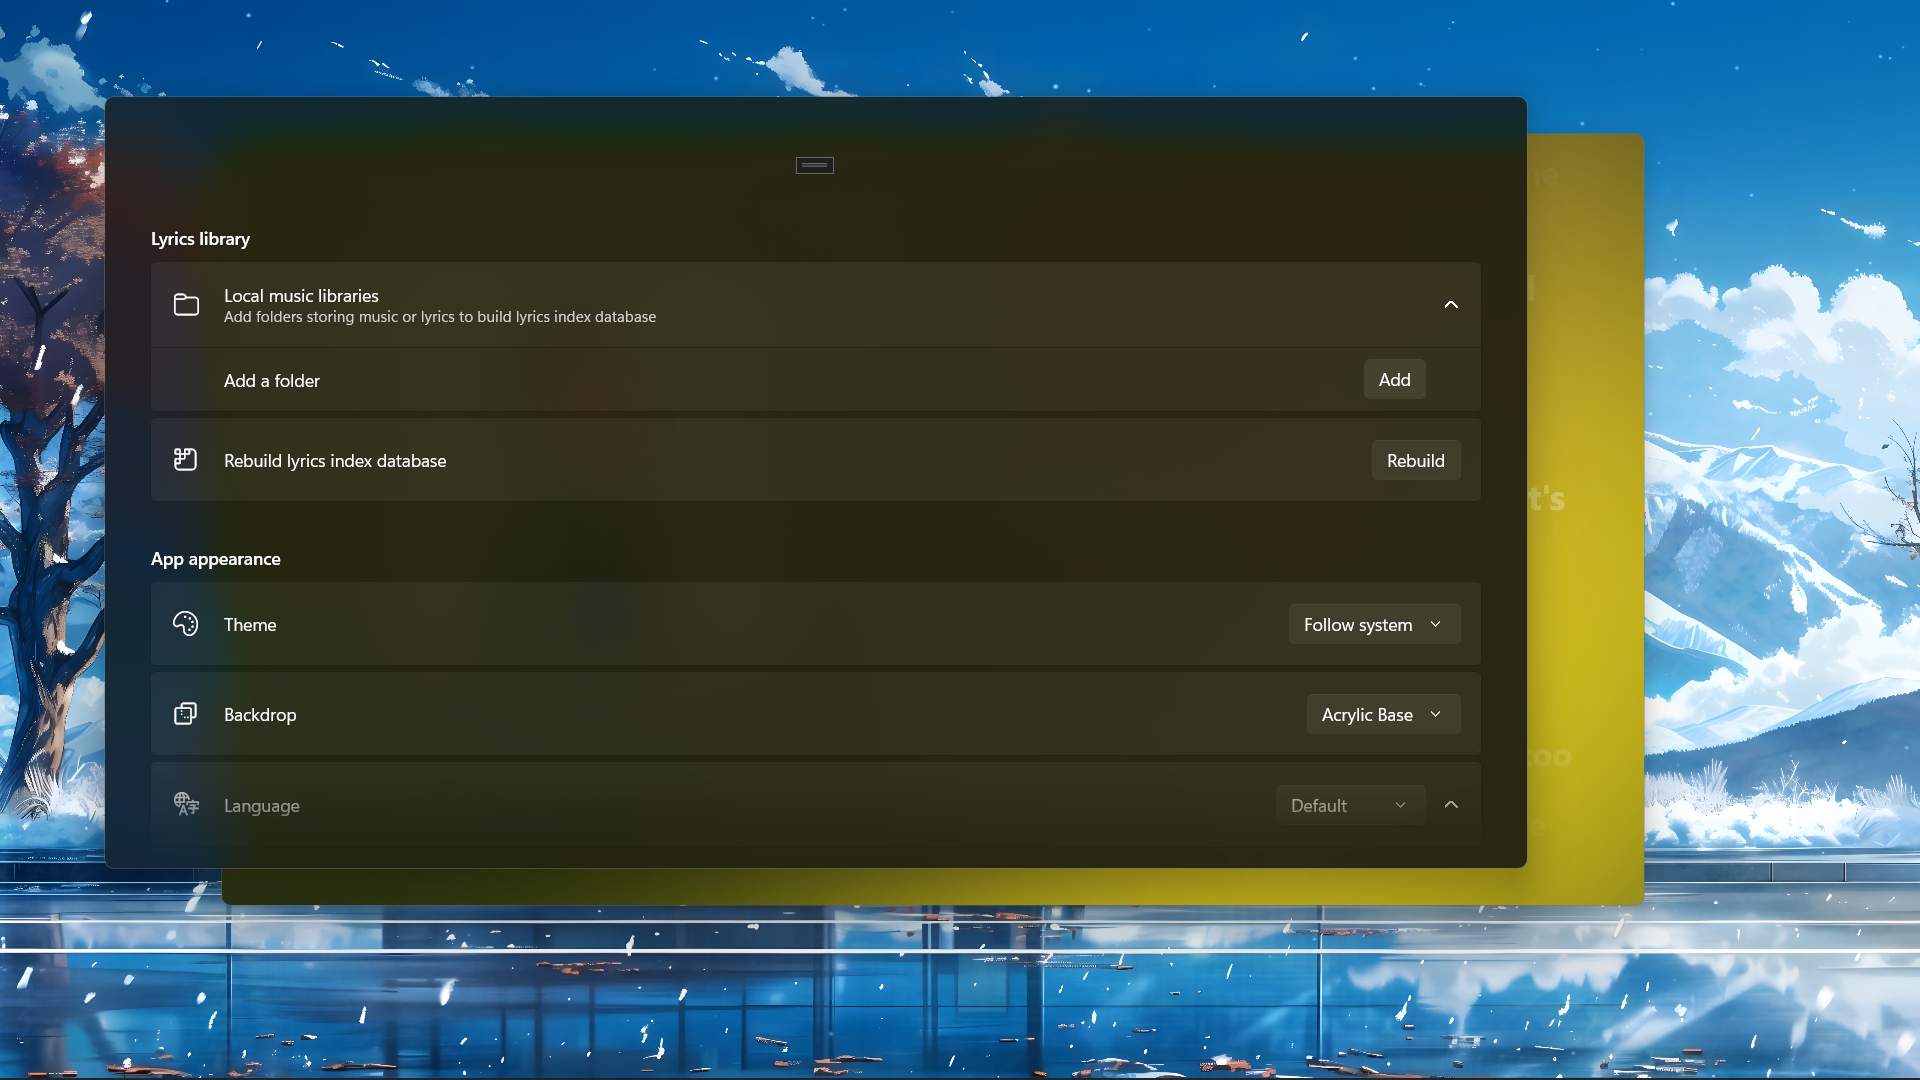 Lyrics library
Local music libraries
Add folders storing music or lyrics to build lyrics index database
Add a folder
Add
Rebuild lyrics index database
Rebuild
t's
App appearance
Theme
Follow system
Backdrop
Acrylic Base
too
Language
Default